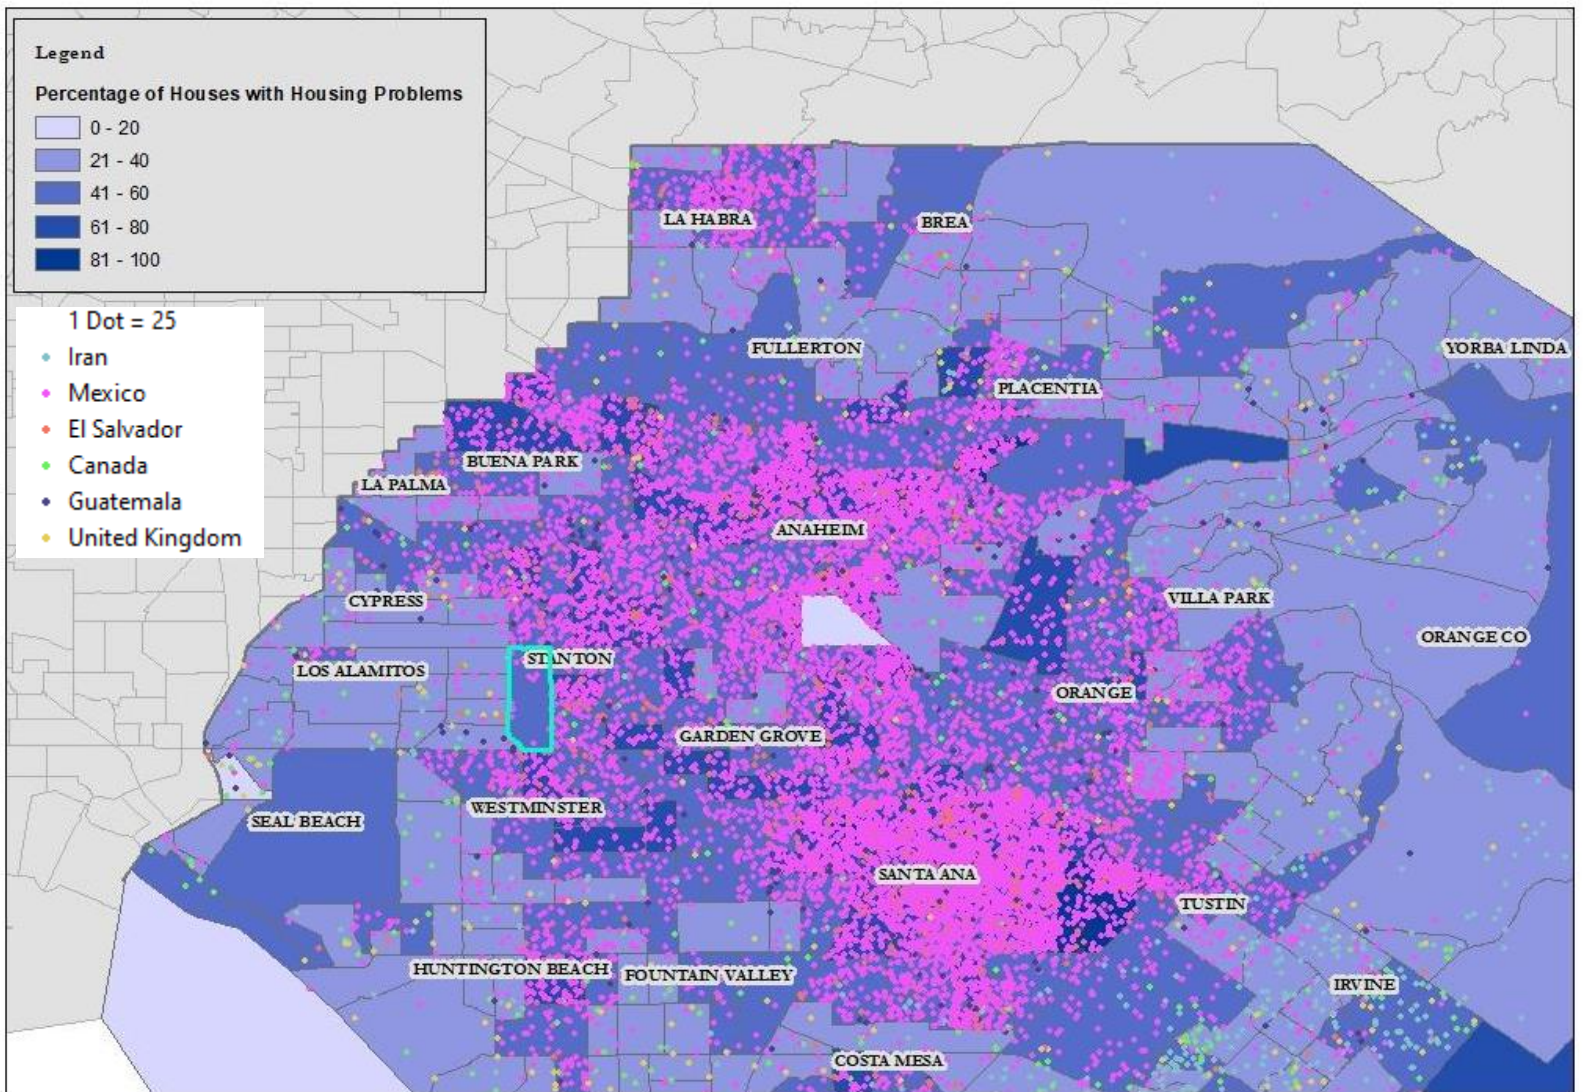 Legend
Percentage of Houses with Housing Problems
0 - 20
21 - 40
41 - 60
61 - 80
81 - 100
1 Dot = 25
Iran
Mexico
El Salvador
Canada
Guatemala
United Kingdom
LA HABRA
BREA
FULLERTON
YORBA LINDA
PLACENTIA
BUENA PARK
LA PALMA
ANAHEIM
CYPRESS
VILLA PARK
ORANGE CO
STANTON
LOS ALAMITOS
ORANGE
GARDEN GROVE
WESTMINSTER
SEAL BEACH
SANTA ANA
TUSTIN
HUNTINGTON BEACH
FOUNTAIN VALLEY
IRVINE
COSTA MESA